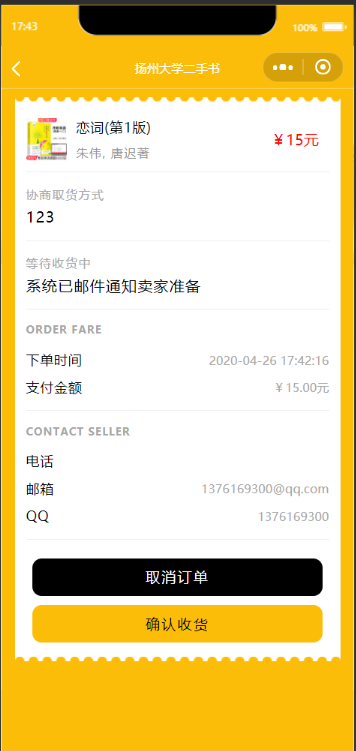 17:43
100%
扬州大学二手书
恋词(第1版)
¥15元
朱伟, 唐迟著
协商取货方式
123
等待收货中
系统已邮件通知卖家准备
ORDER FARE
下单时间 2020-04-26 17:42:16
支付金额 ¥15.00元
CONTACT SELLER
电话
邮箱 1376169300@qq.com
QQ 1376169300
取消订单
确认收货